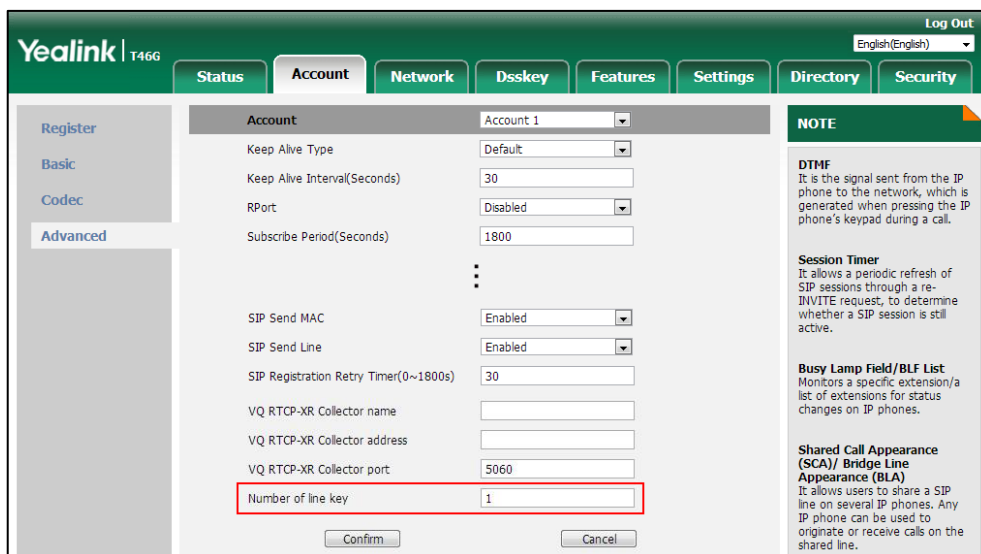 Log Out
Yealink | T46G
English(English)
Status
Account
Network
Dsskey
Features
Settings
Directory
Security
Register
Basic
Codec
Advanced
Account Account 1
Keep Alive Type Default
Keep Alive Interval(Seconds) 30
RPort Disabled
Subscribe Period(Seconds) 1800
SIP Send MAC Enabled
SIP Send Line Enabled
SIP Registration Retry Timer(0~1800s) 30
VQ RTCP-XR Collector name
VQ RTCP-XR Collector address
VQ RTCP-XR Collector port 5060
Number of line key 1
Confirm Cancel
NOTE
DTMF
It is the signal sent from the IP
phone to the network, which is
generated when pressing the IP
phone's keypad during a call.
Session Timer
It allows a periodic refresh of
SIP sessions through a re-
INVITE request, to determine
whether a SIP session is still
active.
Busy Lamp Field/BLF List
Monitors a specific extension/a
list of extensions for status
changes on IP phones.
Shared Call Appearance
(SCA)/ Bridge Line
Appearance (BLA)
It allows users to share a SIP
line on several IP phones. Any
IP phone can be used to
originate or receive calls on the
shared line.